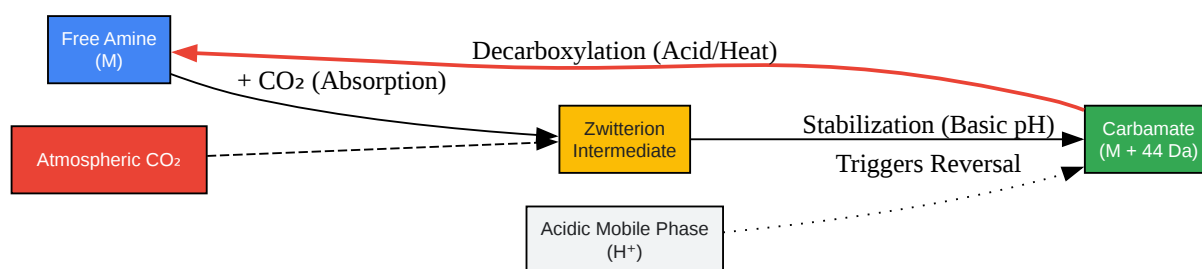 Free Amine
(M)
Decarboxylation (Acid/Heat)
+ CO₂ (Absorption)
Atmospheric CO₂
Zwitterion
Intermediate
Stabilization (Basic pH)
Carbamate
(M + 44 Da)
Triggers Reversal
Acidic Mobile Phase
(H⁺)